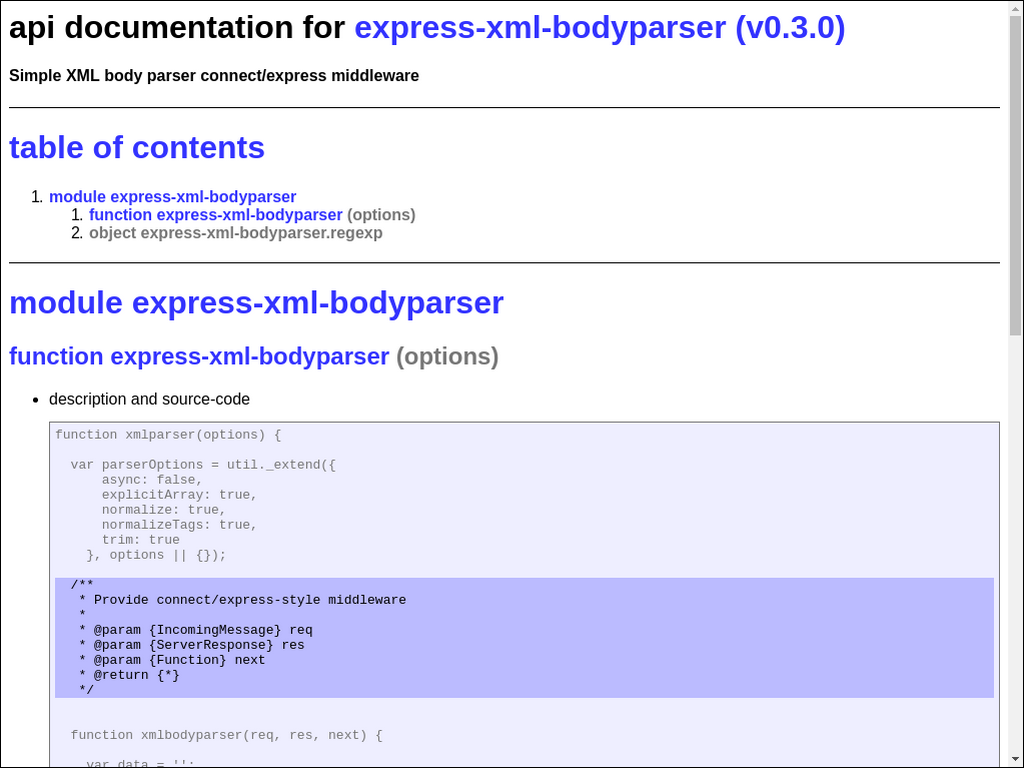 api documentation for express-xml-bodyparser (v0.3.0)
Simple XML body parser connect/express middleware
table of contents
1. module express-xml-bodyparser
1. function express-xml-bodyparser (options)
2. object express-xml-bodyparser.regexp
module express-xml-bodyparser
function express-xml-bodyparser (options)
• description and source-code
function xmlparser(options) {
  var parserOptions = util._extend({
      async: false,
      explicitArray: true,
      normalize: true,
      normalizeTags: true,
      trim: true
    }, options || {});
  /**
   * Provide connect/express-style middleware
   *
   * @param {IncomingMessage} req
   * @param {ServerResponse} res
   * @param {Function} next
   * @return {*}
   */
  function xmlbodyparser(req, res, next) {
    var data = '';